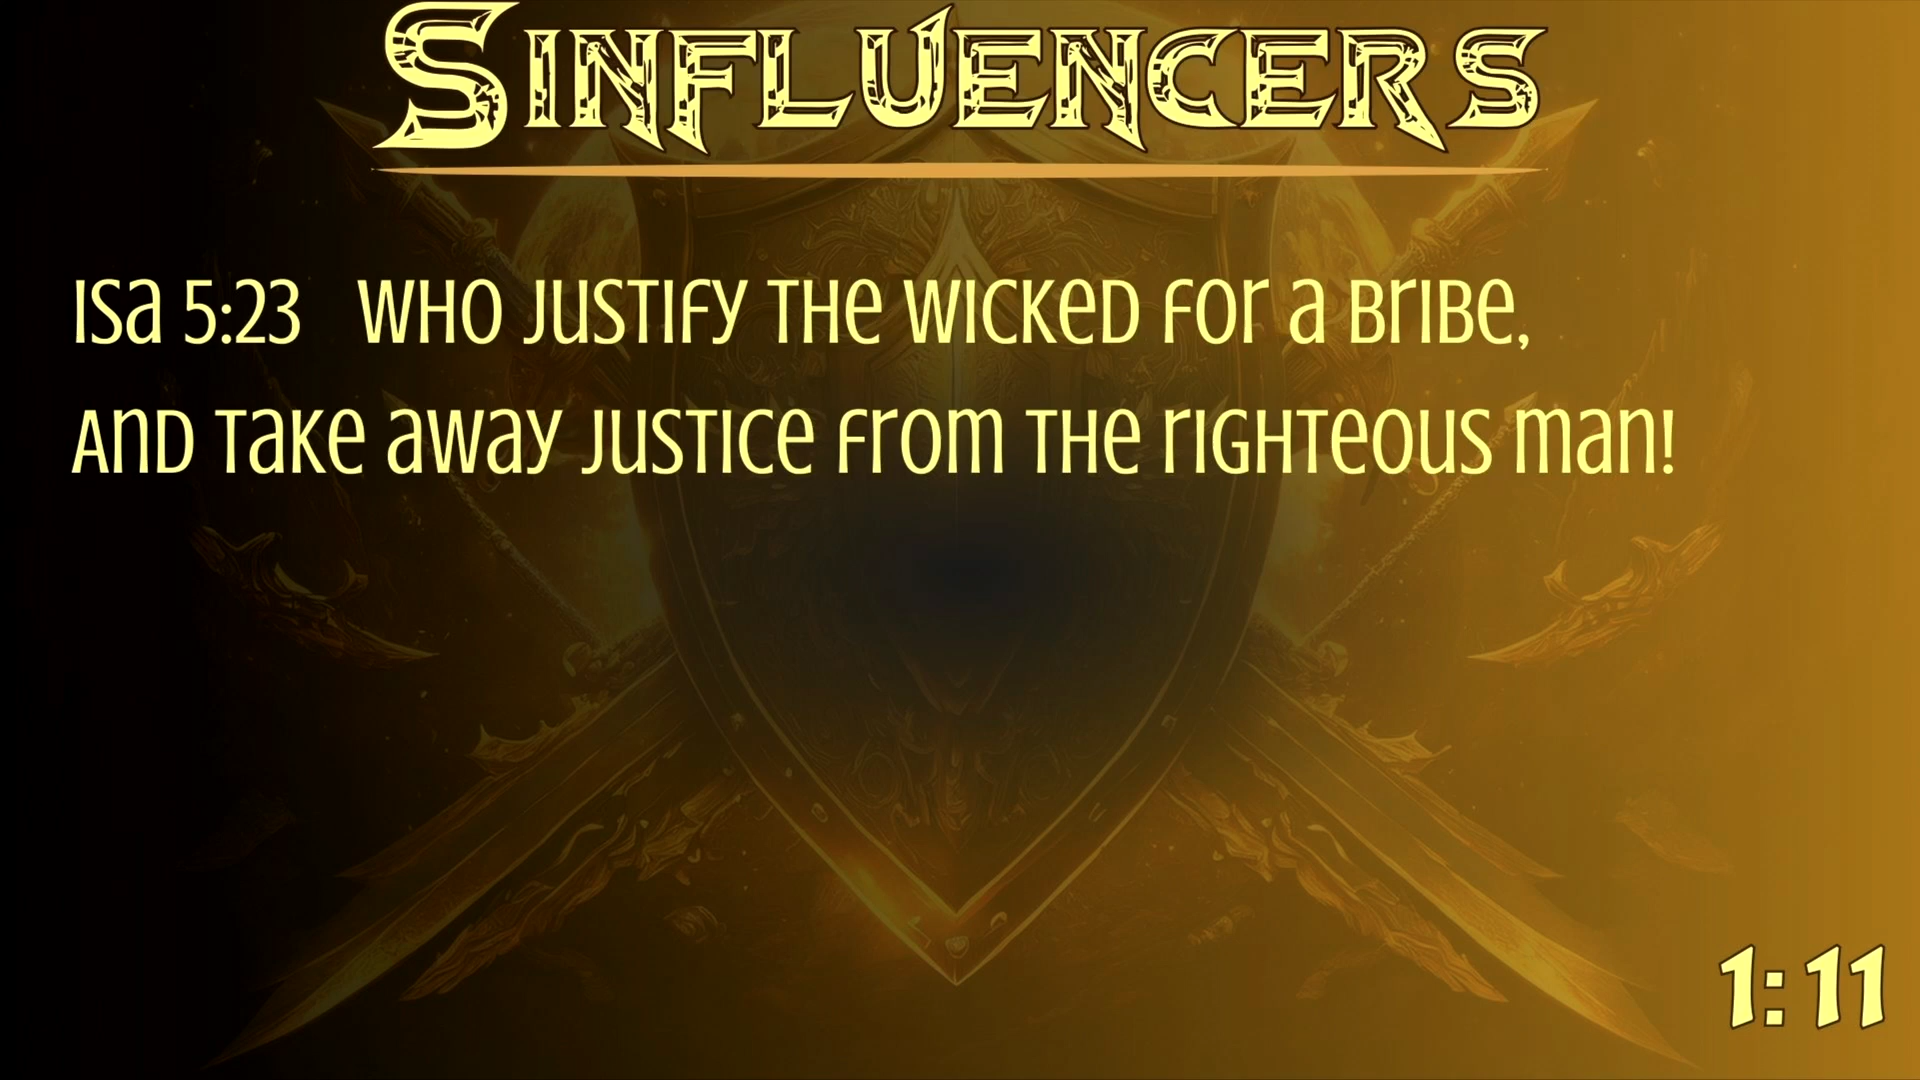 Sinfluencers
Isa 5:23 Who justify the wicked for a bribe,
And take away justice from the righteous man!
1:11